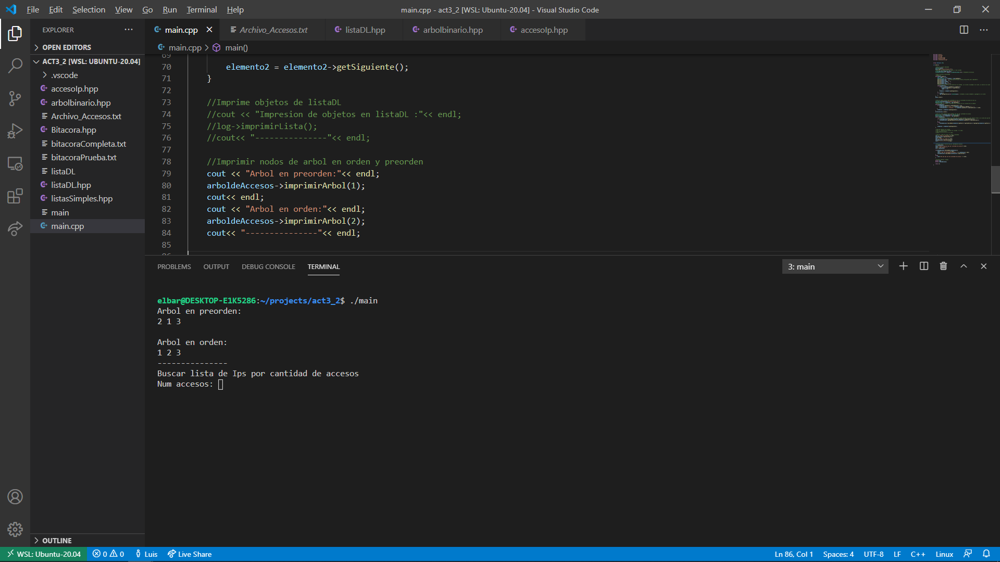 File Edit Selection View Go Run Terminal Help
main.cpp - act3_2 [WSL: Ubuntu-20.04] - Visual Studio Code
EXPLORER
OPEN EDITORS
ACT3_2 [WSL: UBUNTU-20.04]
.vscode
accesoIp.hpp
arbolbinario.hpp
Archivo_Accesos.txt
Bitacora.hpp
bitacoraCompleta.txt
bitacoraPrueba.txt
listaDL
listaDL.hpp
listasSimples.hpp
main
main.cpp
OUTLINE
main.cpp Archivo_Accesos.txt listaDL.hpp arbolbinario.hpp accesoIp.hpp
main.cpp > main()
69
70 elemento2 = elemento2->getSiguiente();
71 }
72
73 //Imprime objetos de listaDL
74 //cout << "Impresion de objetos en listaDL :"<< endl;
75 //log->imprimirLista();
76 //cout<< "---------------"<< endl;
77
78 //Imprimir nodos de arbol en orden y preorden
79 cout << "Arbol en preorden:"<< endl;
80 arboldeAccesos->imprimirArbol(1);
81 cout<< endl;
82 cout << "Arbol en orden:"<< endl;
83 arboldeAccesos->imprimirArbol(2);
84 cout<< "---------------"<< endl;
85
86
PROBLEMS OUTPUT DEBUG CONSOLE TERMINAL
3: main
elbar@DESKTOP-E1K5286:~/projects/act3_2$ ./main
Arbol en preorden:
2 1 3
Arbol en orden:
1 2 3
---------------
Buscar lista de Ips por cantidad de accesos
Num accesos:
WSL: Ubuntu-20.04 0 0 Luis Live Share
Ln 86, Col 1 Spaces: 4 UTF-8 LF C++ Linux